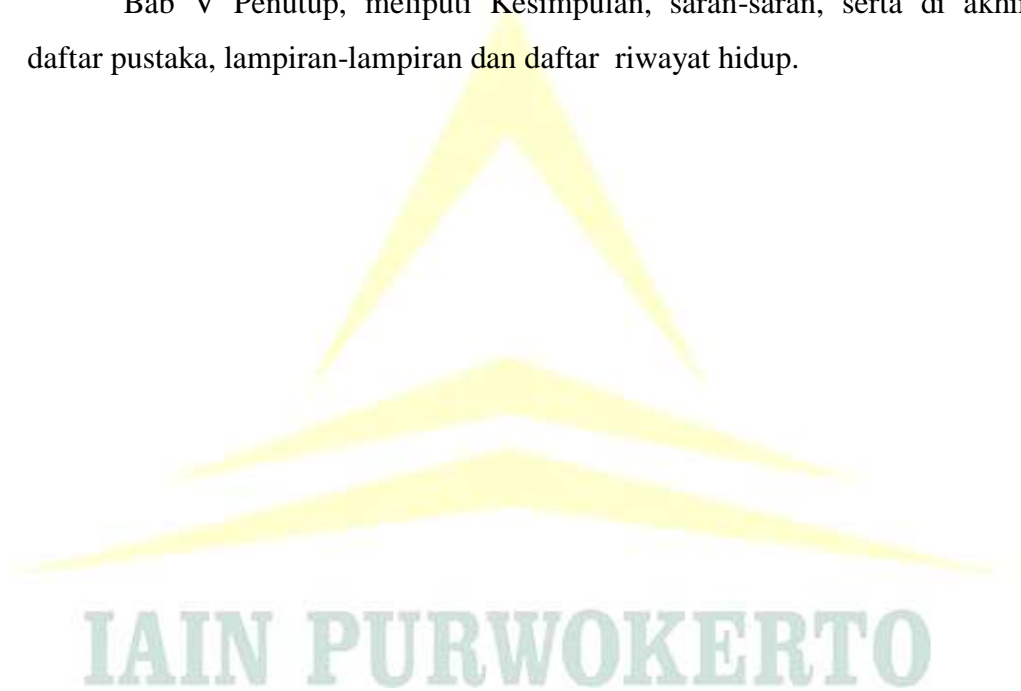 Bab V Penutup, meliputi Kesimpulan, saran-saran, serta di akhir
daftar pustaka, lampiran-lampiran dan daftar riwayat hidup.
IAIN PURWOKERTO